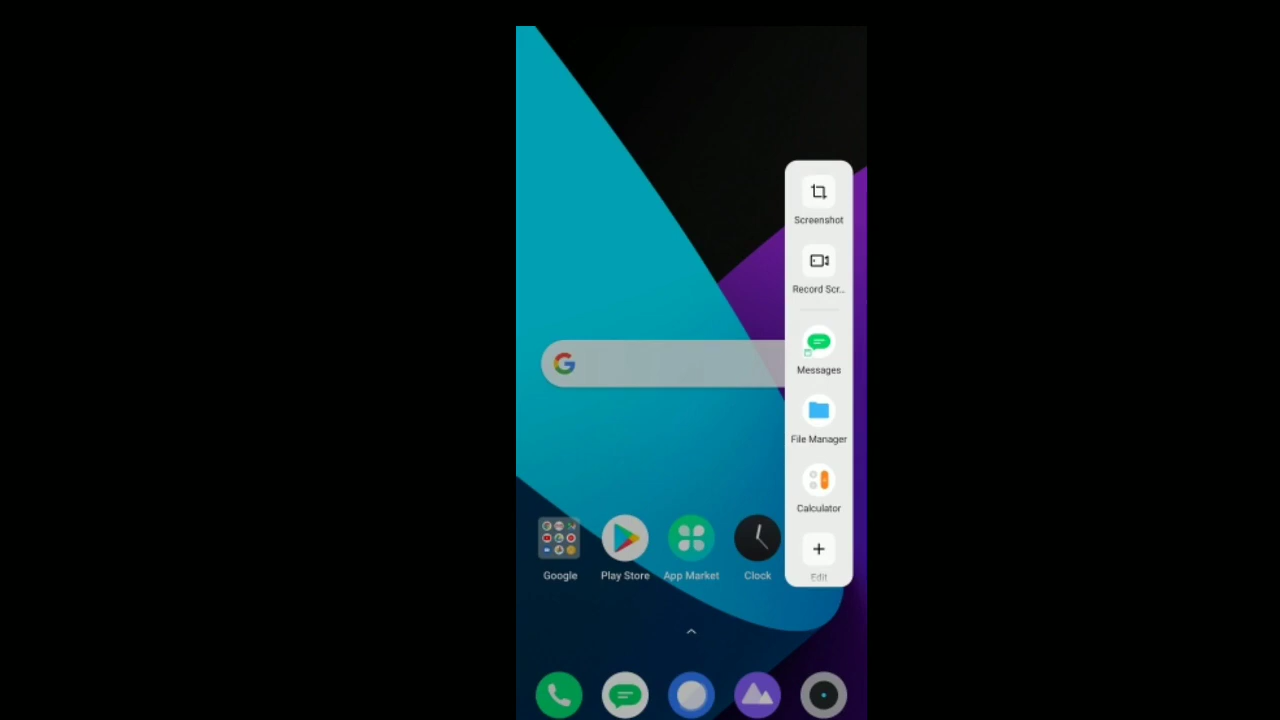 Screenshot
Record Scr..
Messages
File Manager
Calculator
Edit
Google
Play Store
App Market
Clock